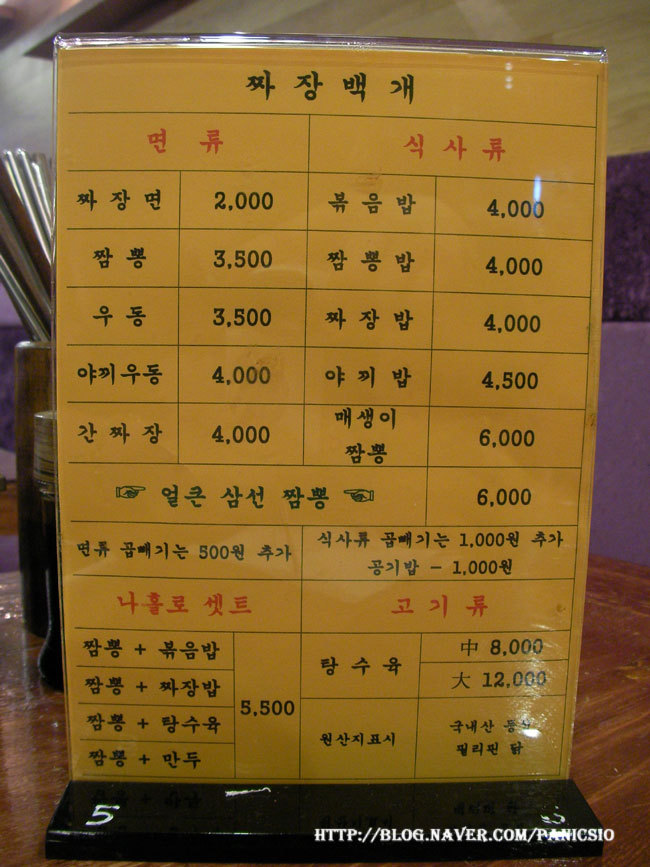 짜장백개
면류
식사류
짜장면 2,000
볶음밥 4,000
짬뽕 3,500
짬뽕밥 4,000
우동 3,500
짜장밥 4,000
야끼우동 4,000
야끼밥 4,500
간짜장 4,000
매생이
짬뽕
6,000
☞ 얼큰 삼선 짬뽕 ☜ 6,000
면류 곱빼기는 500원 추가
식사류 곱빼기는 1,000원 추가
공기밥 - 1,000원
나홀로 셋트
고기류
짬뽕 + 볶음밥
짬뽕 + 짜장밥
짬뽕 + 탕수육
짬뽕 + 만두
5,500
탕수육
中 8,000
大 12,000
원산지표시
국내산
필리핀 닭
5
HTTP://BLOG.NAVER.COM/PANICSIO